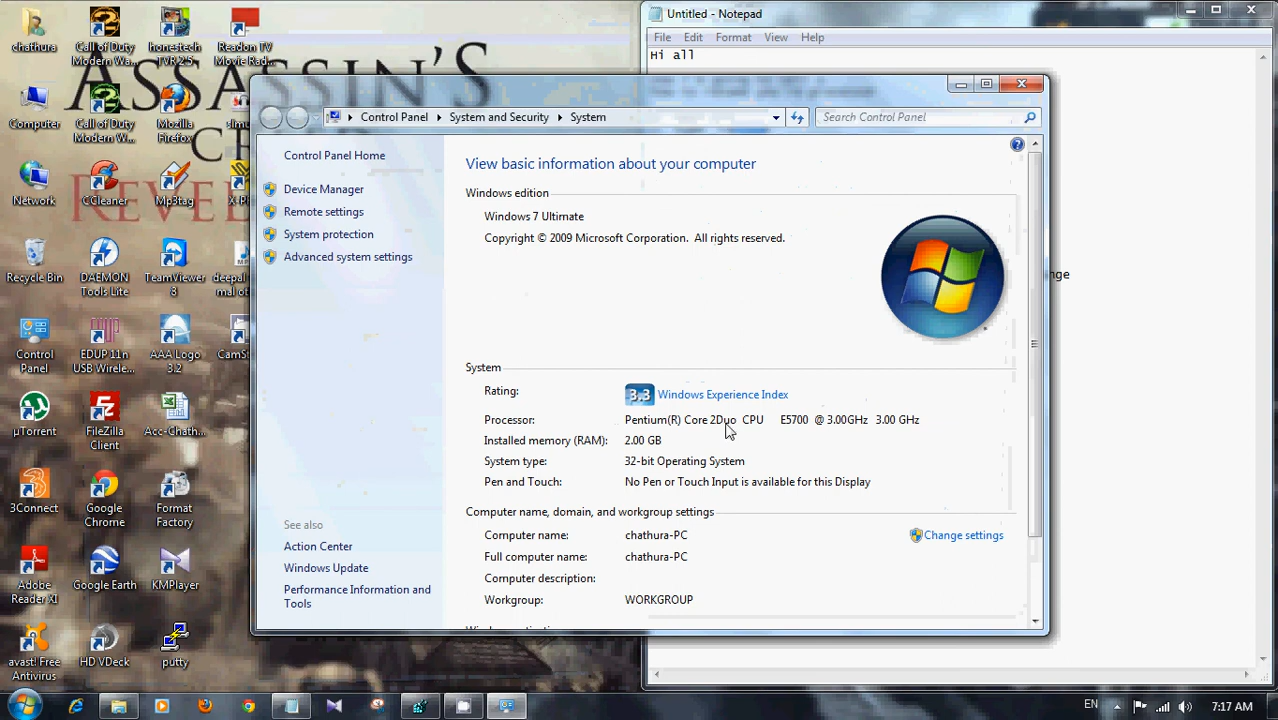 chathura
Call of Duty
Modern Wa...
honestech
TVR 2.5
Readon TV
Movie Rad...
ASSASSIN'S
Computer
Call of Duty
Modern W...
Mozilla
Firefox
Network
CCleaner
Mp3tag
Recycle Bin
DAEMON
Tools Lite
TeamViewer
Control
Panel
EDUP 11n
USB Wirele...
AAA Logo
3.2
CamSt
µTorrent
FileZilla
Client
Acc-Chath...
3Connect
Google
Chrome
Format
Factory
Adobe
Reader XI
Google Earth
KMPlayer
avast! Free
Antivirus
HD VDeck
putty
Untitled - Notepad
File Edit Format View Help
Hi all
nge
Control Panel System and Security System
Search Control Panel
Control Panel Home
Device Manager
Remote settings
System protection
Advanced system settings
See also
Action Center
Windows Update
Performance Information and
Tools
View basic information about your computer
Windows edition
Windows 7 Ultimate
Copyright © 2009 Microsoft Corporation. All rights reserved.
System
Rating: 3.3 Windows Experience Index
Processor: Pentium(R) Core 2Duo CPU E5700 @ 3.00GHz 3.00 GHz
Installed memory (RAM): 2.00 GB
System type: 32-bit Operating System
Pen and Touch: No Pen or Touch Input is available for this Display
Computer name, domain, and workgroup settings
Computer name: chathura-PC
Change settings
Full computer name: chathura-PC
Computer description:
Workgroup: WORKGROUP
EN 7:17 AM